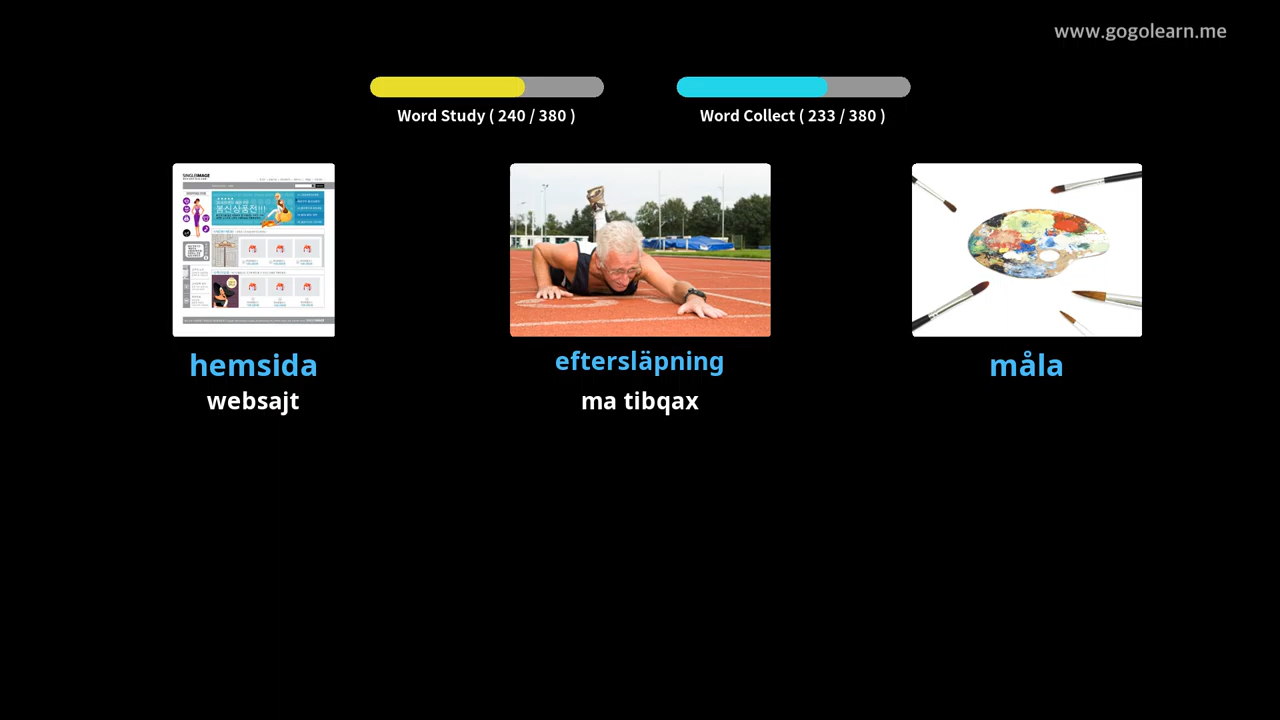 www.gogolearn.me
Word Study ( 240 / 380 )
Word Collect ( 233 / 380 )
hemsida
eftersläpning
måla
websajt
ma tibqax